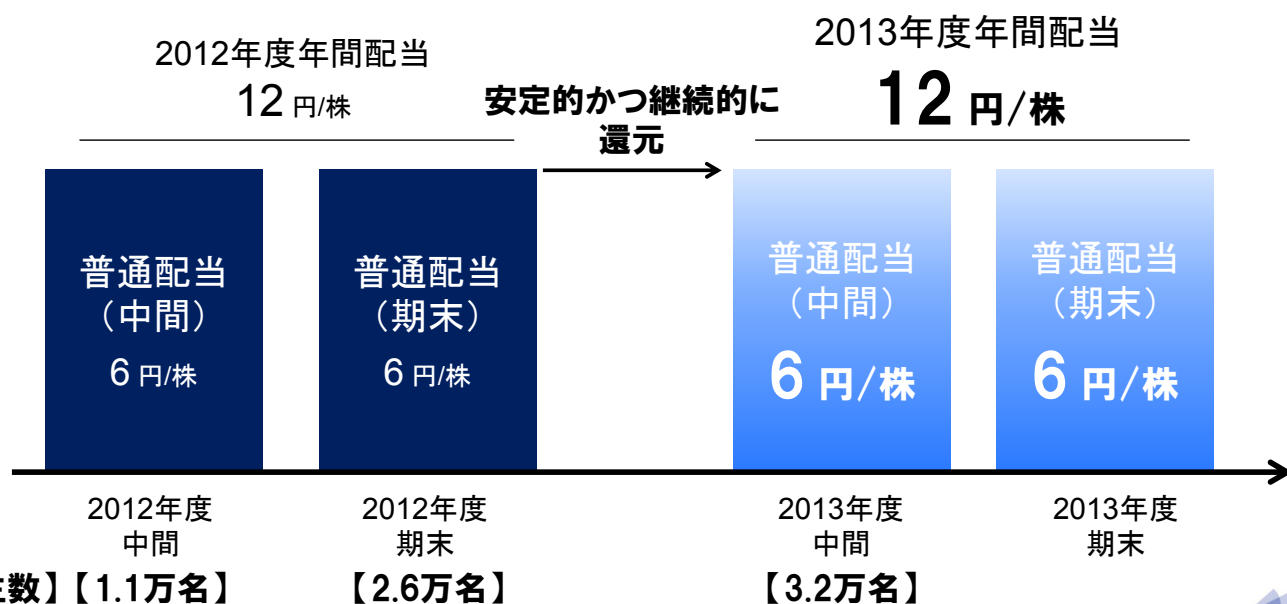 2012年度年間配当
12 円/株
安定的かつ継続的に
還元
2013年度年間配当
12 円/株
普通配当
（中間）
6 円/株
普通配当
（期末）
6 円/株
普通配当
（中間）
6 円/株
普通配当
（期末）
6 円/株
2012年度
中間
2012年度
期末
2013年度
中間
2013年度
期末
数】【1.1万名】
【2.6万名】
【3.2万名】